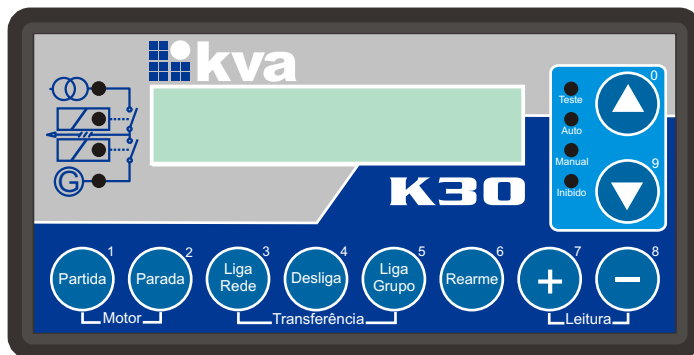 kva
0
Teste
Auto
Manual
Inibido
9
K30
G
1 2 3 4 5 6 7 8
Partida Parada Liga Rede Desliga Liga Grupo Rearme + −
Motor Transferência Leitura